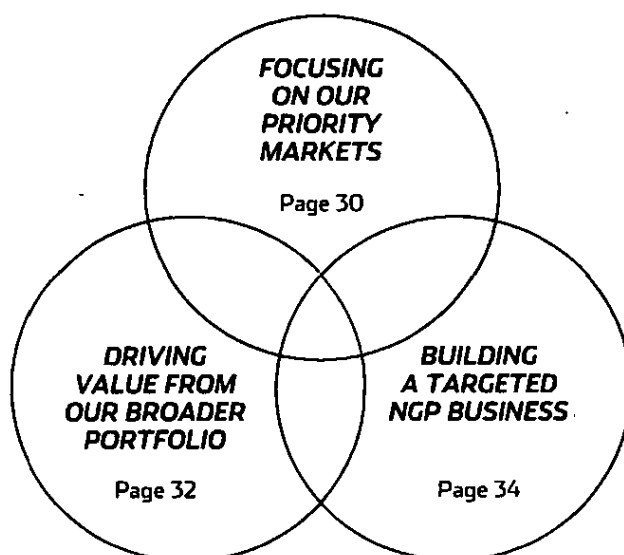 FOCUSING
ON OUR
PRIORITY
MARKETS
Page 30
DRIVING
VALUE FROM
OUR BROADER
PORTFOLIO
Page 32
BUILDING
A TARGETED
NGP BUSINESS
Page 34